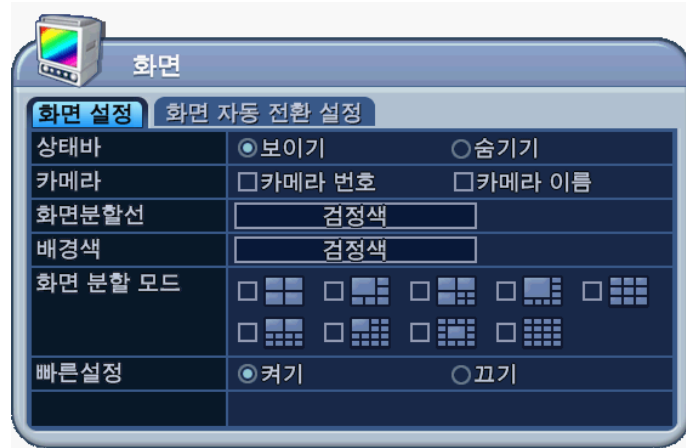 화면
화면 설정 화면 자동 전환 설정
상태바 보이기 숨기기
카메라 카메라 번호 카메라 이름
화면분할선 검정색
배경색 검정색
화면 분할 모드
빠른설정 켜기 끄기